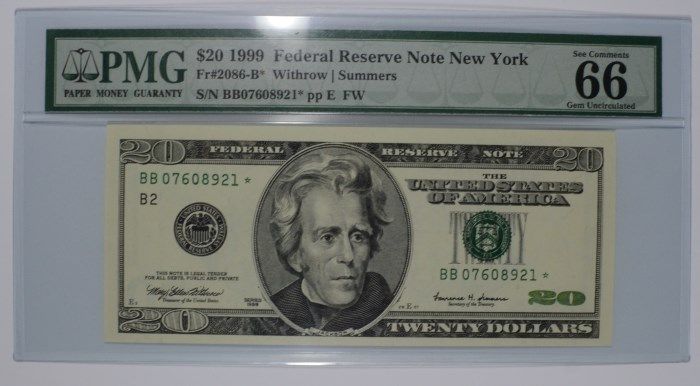 PMG
PAPER MONEY GUARANTY
$20 1999 Federal Reserve Note New York
Fr#2086-B* Withrow | Summers
S/N BB07608921* pp E FW
See Comments
66
Gem Uncirculated
20 FEDERAL RESERVE NOTE 20
BB 07608921 *
B2
THE
UNITED STATES
OF AMERICA
THIS NOTE IS LEGAL TENDER
FOR ALL DEBTS, PUBLIC AND PRIVATE
BB 07608921 *
Treasurer of the United States
SERIES
1999
Lawrence H. Summers
Secretary of the Treasury
20
20 TWENTY DOLLARS